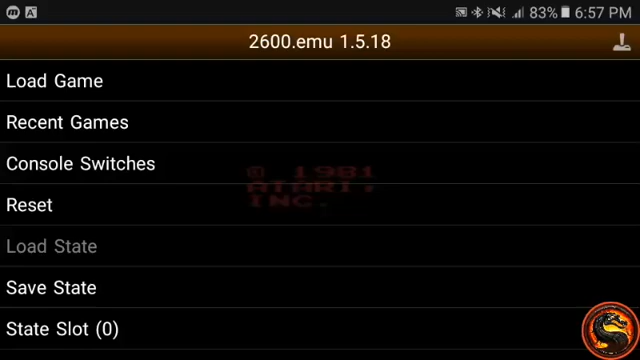 83% 6:57 PM
2600.emu 1.5.18
Load Game
Recent Games
Console Switches
© 1981
ATARI,
INC.
Reset
Load State
Save State
State Slot (0)